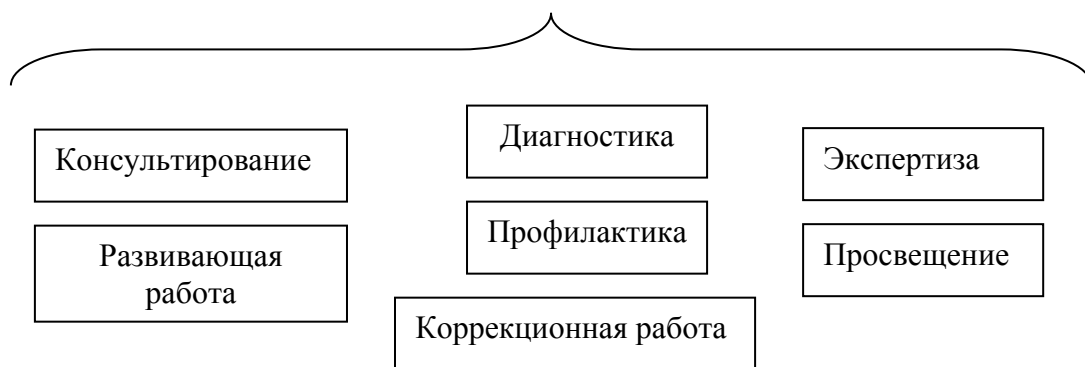 Диагностика
Консультирование
Экспертиза
Профилактика
Развивающая
работа
Просвещение
Коррекционная работа